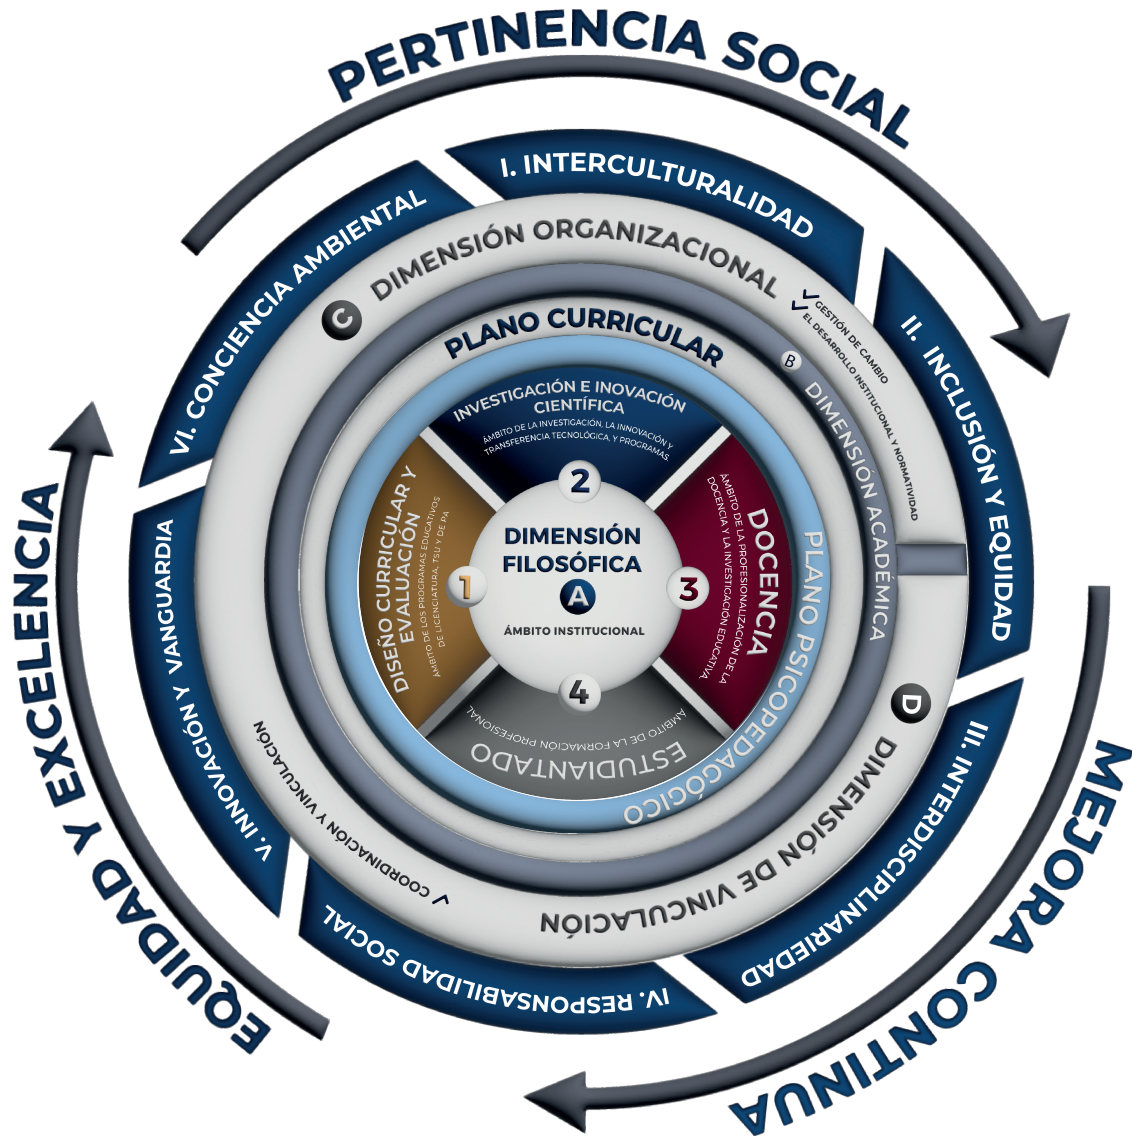 PERTINENCIA SOCIAL
MEJORA CONTINUA
EQUIDAD Y EXCELENCIA
I. INTERCULTURALIDAD
II. INCLUSIÓN Y EQUIDAD
III. INTERDISCIPLINARIEDAD
IV. RESPONSABILIDAD SOCIAL
V. INNOVACIÓN Y VANGUARDIA
VI. CONCIENCIA AMBIENTAL
C
DIMENSIÓN ORGANIZACIONAL
✓ GESTIÓN DE CAMBIO
✓ EL DESARROLLO INSTITUCIONAL Y NORMATIVIDAD
D
DIMENSIÓN DE VINCULACIÓN
✓ COORDINACIÓN Y VINCULACIÓN
B
DIMENSIÓN ACADÉMICA
PLANO CURRICULAR
PLANO PSICOPEDAGÓGICO
INVESTIGACIÓN E INOVACIÓN
CIENTÍFICA
ÁMBITO DE LA INVESTIGACIÓN, LA INNOVACIÓN Y
TRANSFERENCIA TECNOLÓGICA, Y PROGRAMAS.
2
DOCENCIA
ÁMBITO DE LA PROFESIONALIZACIÓN DE LA
DOCENCIA Y LA INVESTIGACIÓN EDUCATIVA
3
ESTUDIANTADO
ÁMBITO DE LA FORMACIÓN PROFESIONAL
4
DISEÑO CURRICULAR Y
EVALUACIÓN
ÁMBITO DE LOS PROGRAMAS EDUCATIVOS
DE LICENCIATURA, TSU Y DE PA
1
DIMENSIÓN
FILOSÓFICA
A
ÁMBITO INSTITUCIONAL